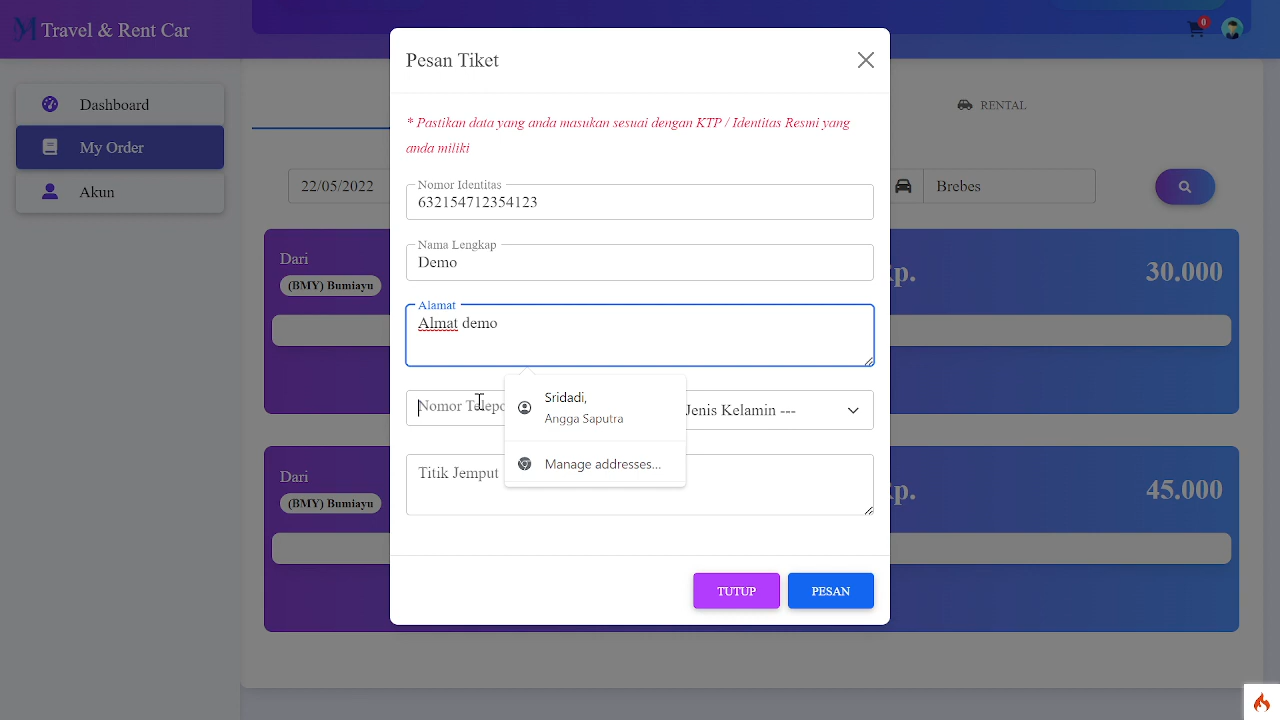 M Travel & Rent Car
0
Dashboard
My Order
Akun
RENTAL
22/05/2022
Brebes
Dari
(BMY) Bumiayu
p.
30.000
Dari
(BMY) Bumiayu
p.
45.000
Pesan Tiket
* Pastikan data yang anda masukan sesuai dengan KTP / Identitas Resmi yang
anda miliki
Nomor Identitas
632154712354123
Nama Lengkap
Demo
Alamat
Almat demo
Nomor Telepo
Jenis Kelamin ---
Sridadi,
Angga Saputra
Manage addresses...
Titik Jemput
TUTUP
PESAN